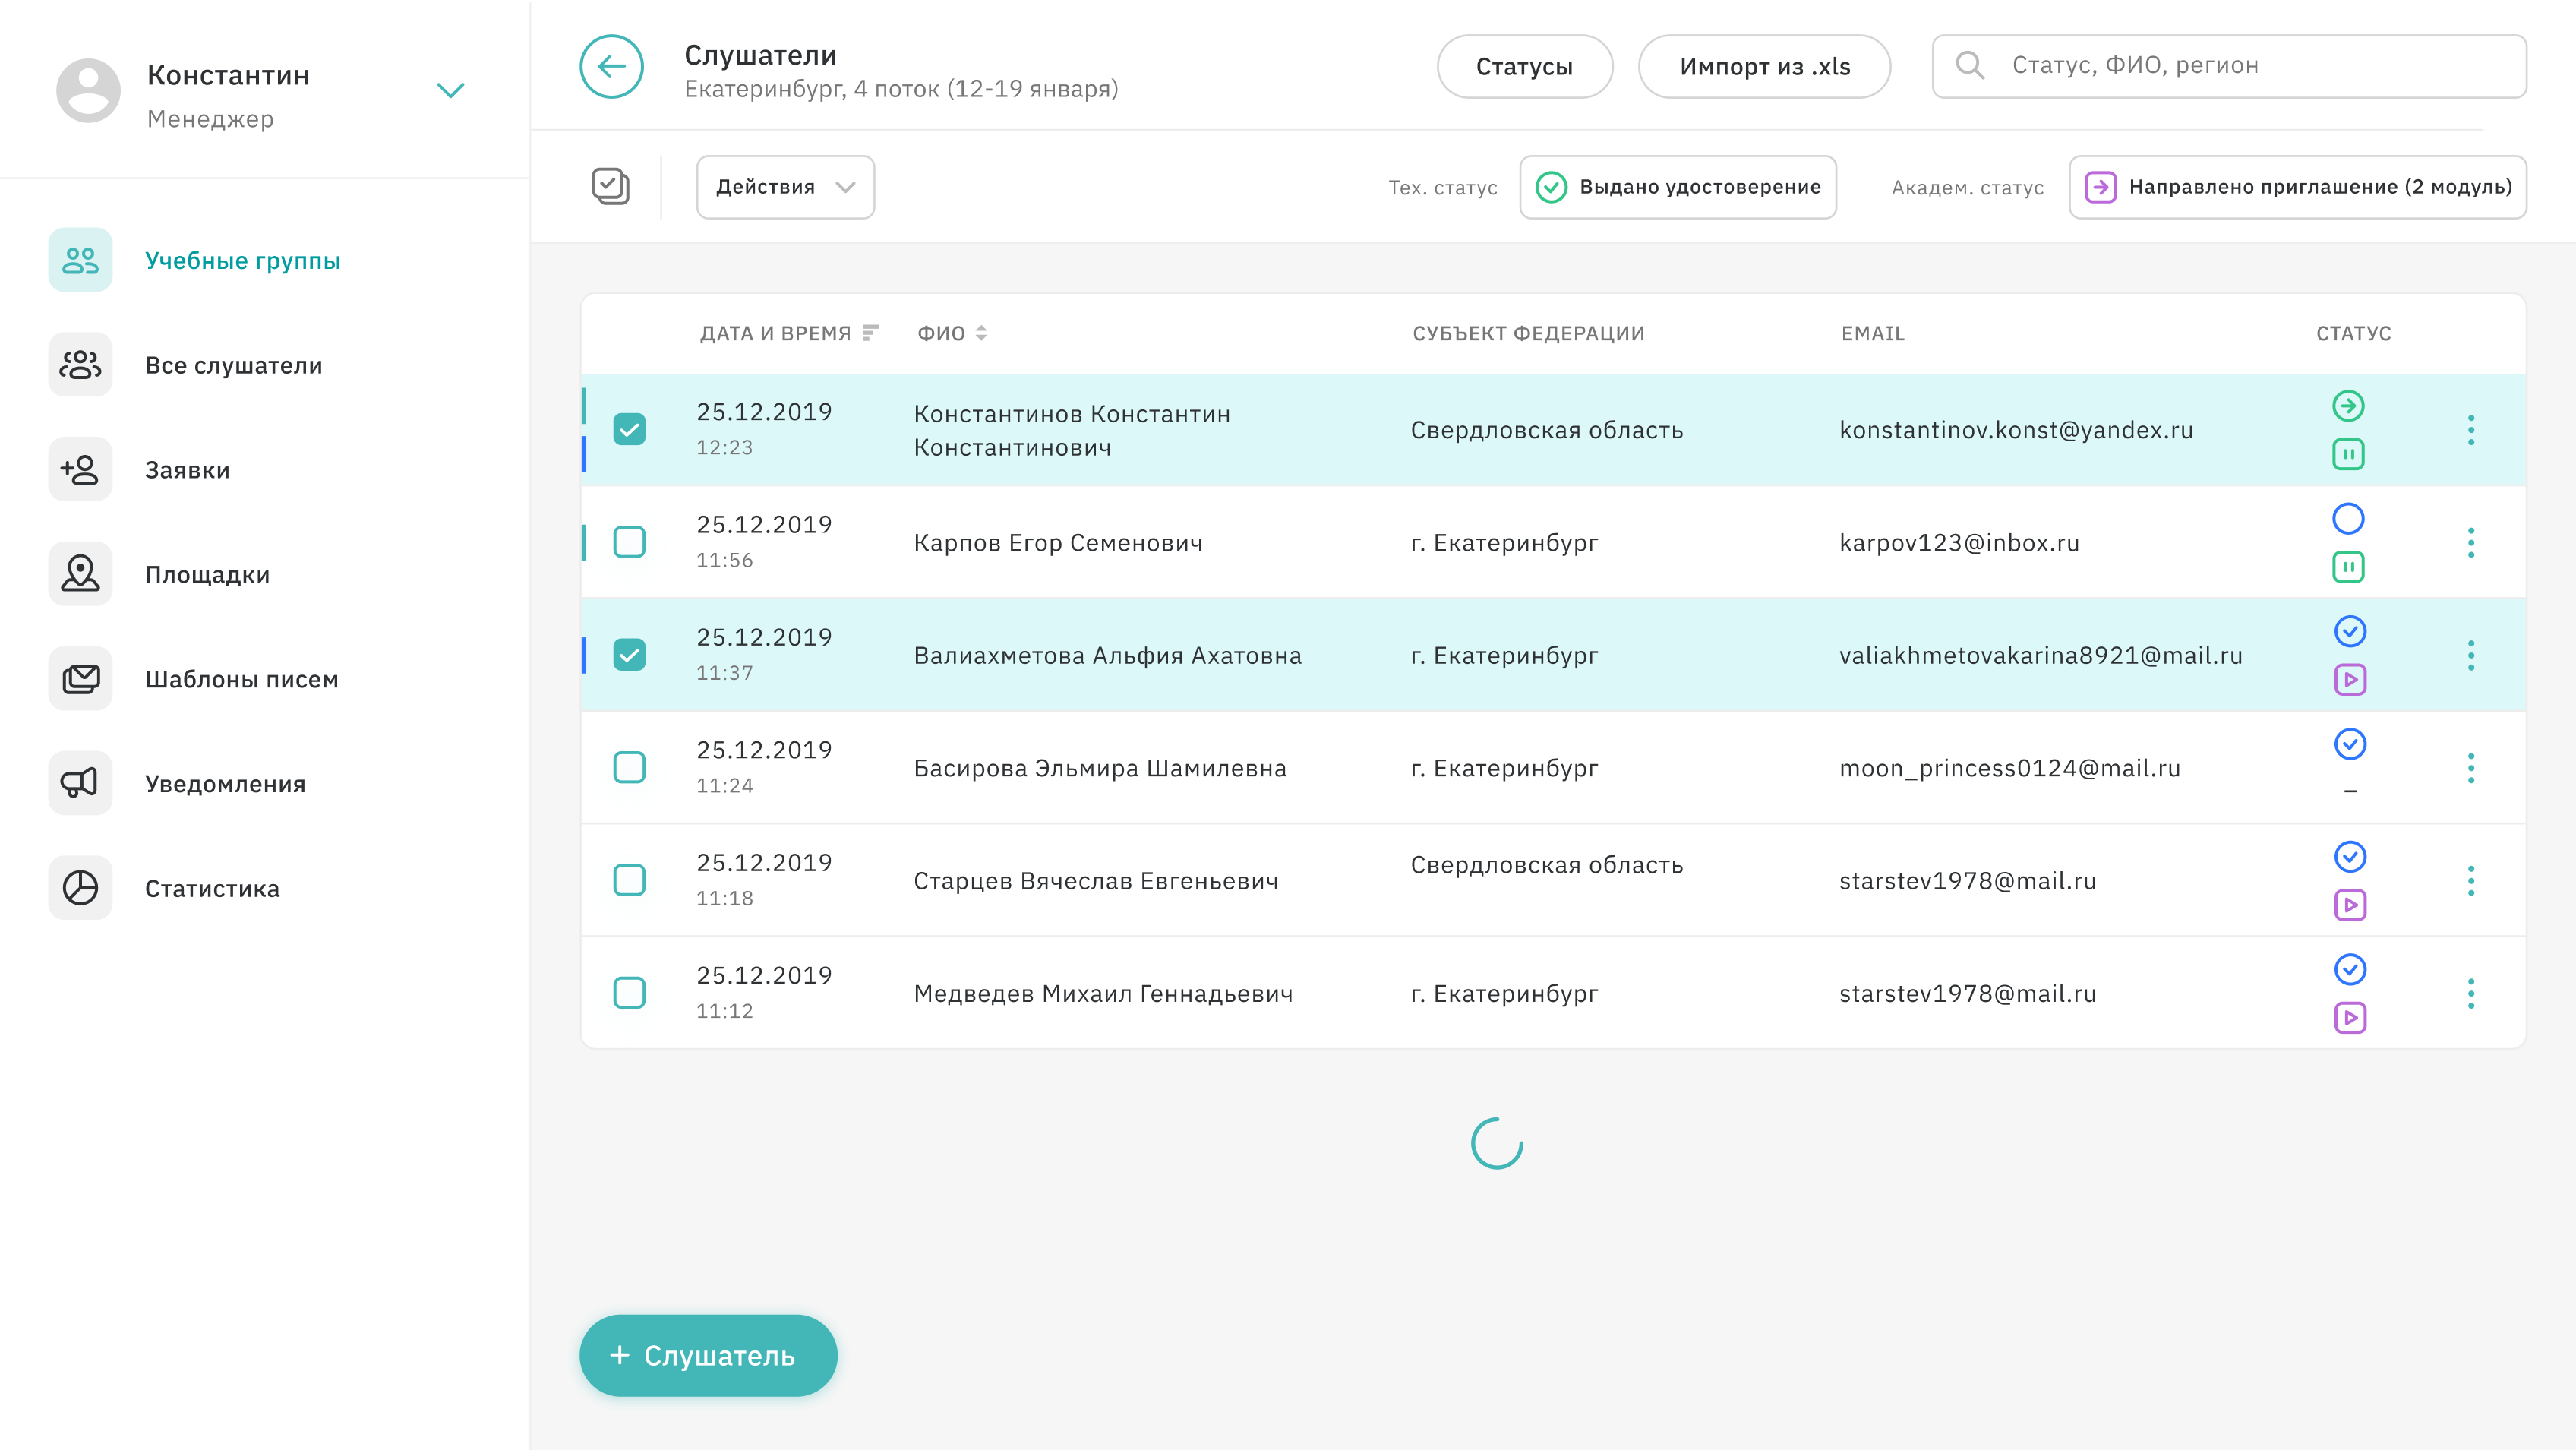 Константин
Менеджер
Учебные группы
Все слушатели
Заявки
Площадки
Шаблоны писем
Уведомления
Статистика
Слушатели
Екатеринбург, 4 поток (12-19 января)
Статусы
Импорт из .xls
Статус, ФИО, регион
Действия
Тех. статус
Выдано удостоверение
Академ. статус
Направлено приглашение (2 модуль)
ДАТА И ВРЕМЯ ФИО СУБЪЕКТ ФЕДЕРАЦИИ EMAIL СТАТУС
25.12.2019
12:23
Константинов Константин
Константинович
Свердловская область
konstantinov.konst@yandex.ru
25.12.2019
11:56
Карпов Егор Семенович
г. Екатеринбург
karpov123@inbox.ru
25.12.2019
11:37
Валиахметова Альфия Ахатовна
г. Екатеринбург
valiakhmetovakarina8921@mail.ru
25.12.2019
11:24
Басирова Эльмира Шамилевна
г. Екатеринбург
moon_princess0124@mail.ru
–
25.12.2019
11:18
Старцев Вячеслав Евгеньевич
Свердловская область
starstev1978@mail.ru
25.12.2019
11:12
Медведев Михаил Геннадьевич
г. Екатеринбург
starstev1978@mail.ru
+ Слушатель